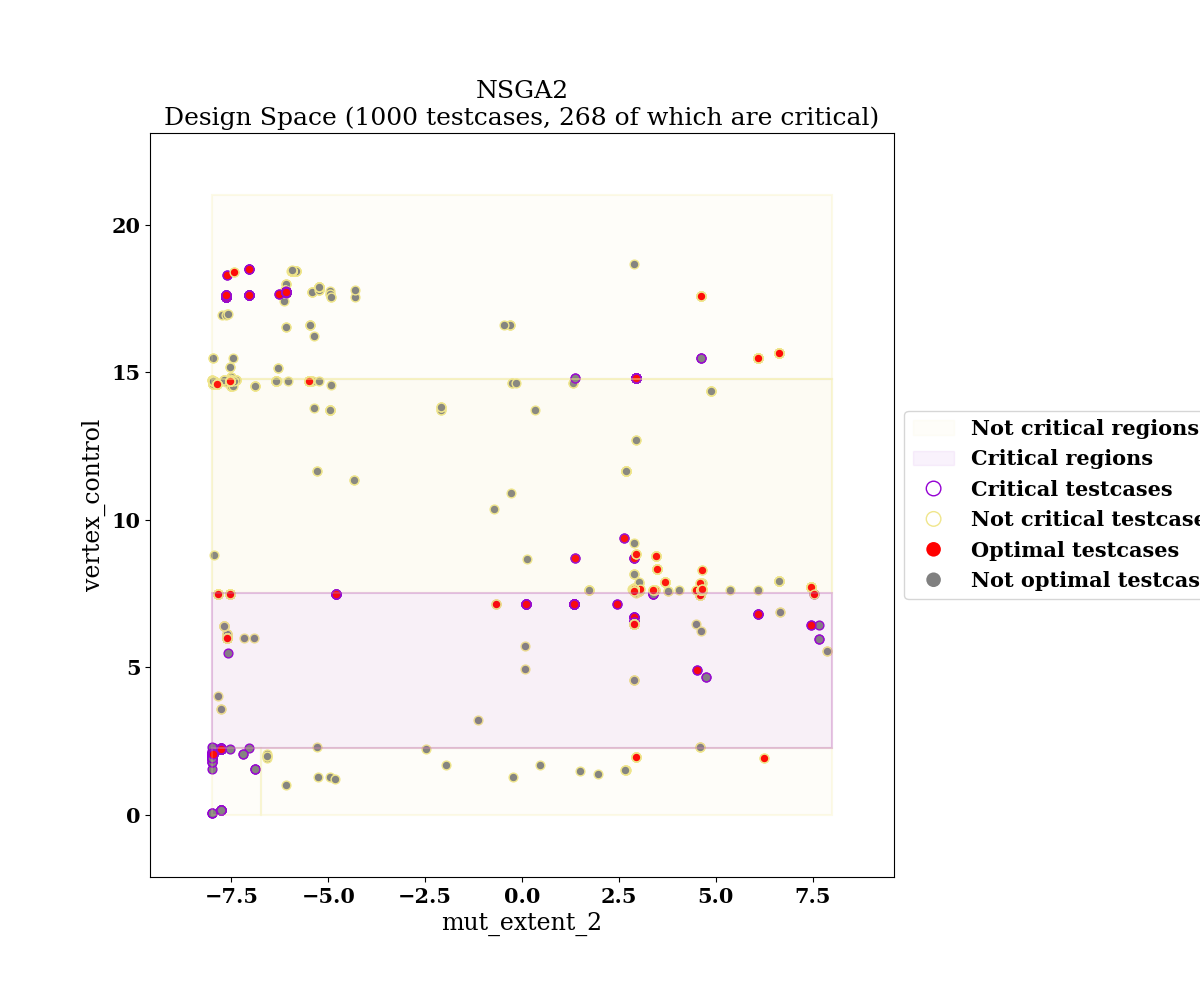 NSGA2
Design Space (1000 testcases, 268 of which are critical)
20
15
10
5
0
vertex_control
−7.5 −5.0 −2.5 0.0 2.5 5.0 7.5
mut_extent_2
Not critical regions
Critical regions
Critical testcases
Not critical testcase
Optimal testcases
Not optimal testcas